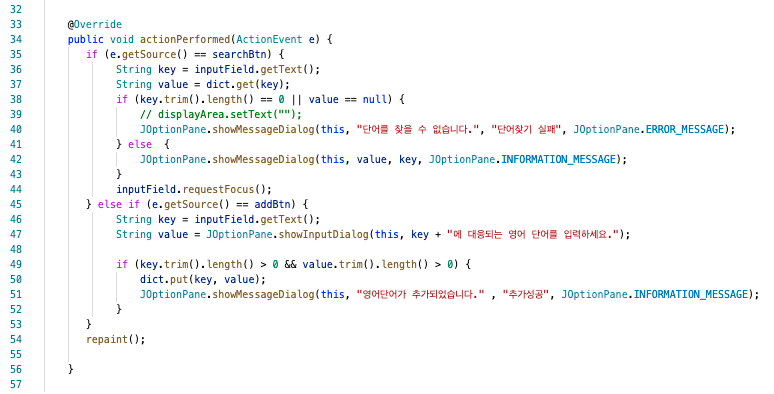 32
33 @Override
34 public void actionPerformed(ActionEvent e) {
35 if (e.getSource() == searchBtn) {
36 String key = inputField.getText();
37 String value = dict.get(key);
38 if (key.trim().length() == 0 || value == null) {
39 // displayArea.setText("");
40 JOptionPane.showMessageDialog(this, "단어를 찾을 수 없습니다.", "단어찾기 실패", JOptionPane.ERROR_MESSAGE);
41 } else  {
42 JOptionPane.showMessageDialog(this, value, key, JOptionPane.INFORMATION_MESSAGE);
43 }
44 inputField.requestFocus();
45 } else if (e.getSource() == addBtn) {
46 String key = inputField.getText();
47 String value = JOptionPane.showInputDialog(this, key + "에 대응되는 영어 단어를 입력하세요.");
48
49 if (key.trim().length() > 0 && value.trim().length() > 0) {
50 dict.put(key, value);
51 JOptionPane.showMessageDialog(this, "영어단어가 추가되었습니다." , "추가성공", JOptionPane.INFORMATION_MESSAGE);
52 }
53 }
54 repaint();
55
56 }
57